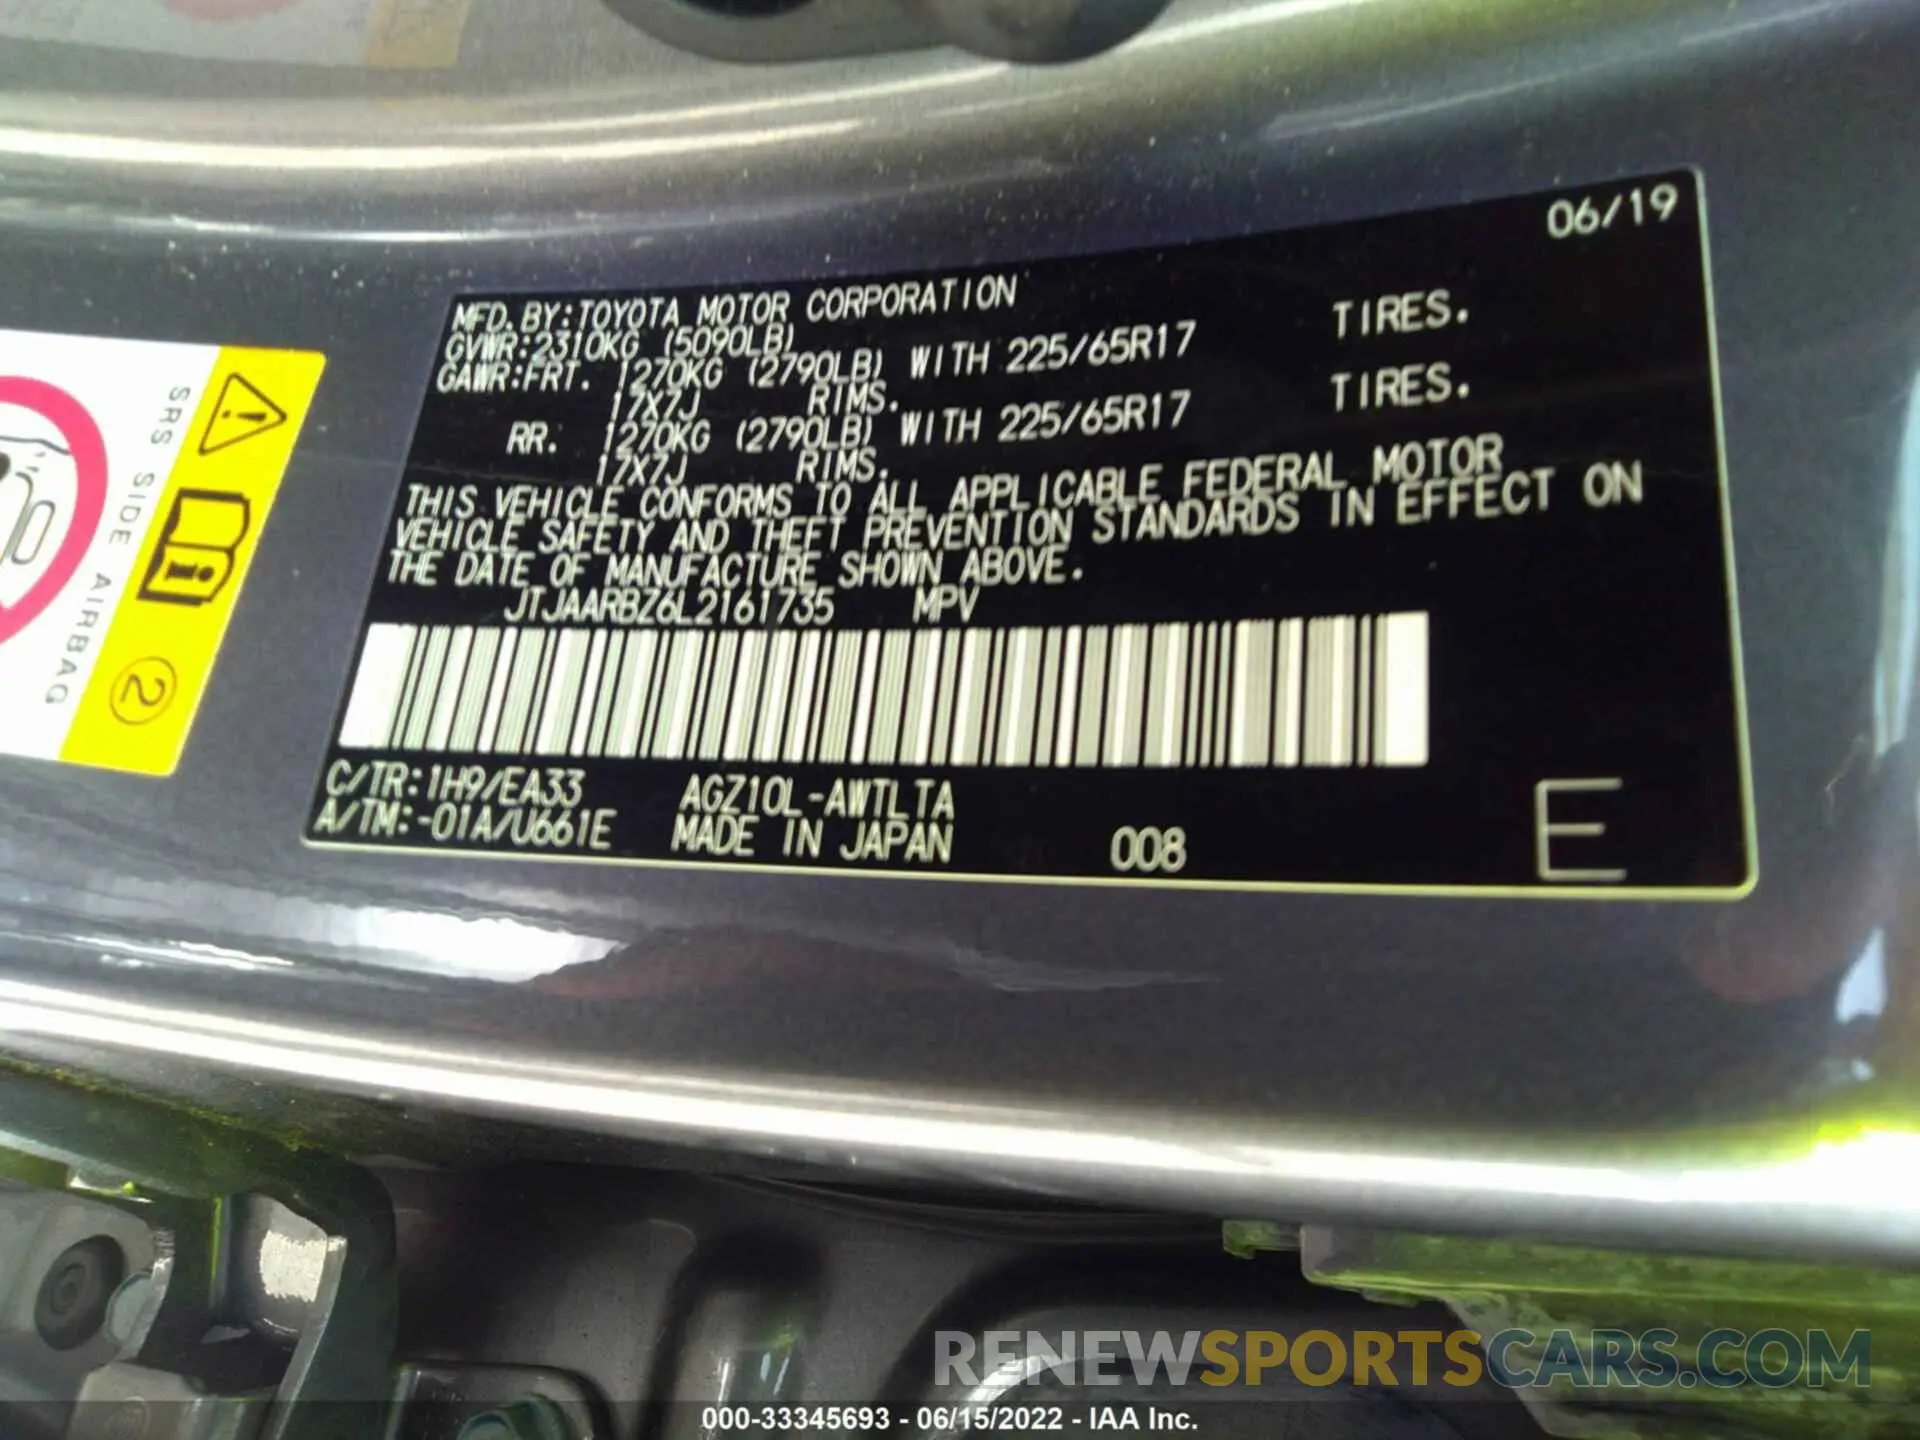 06/19
MFD. BY:TOYOTA MOTOR CORPORATION
GVWR:2310KG (5090LB)
GAWR:FRT. 1270KG (2790LB) WITH 225/65R17 TIRES.
17X7J RIMS.
RR. 1270KG (2790LB) WITH 225/65R17 TIRES.
17X7J RIMS.
THIS VEHICLE CONFORMS TO ALL APPLICABLE FEDERAL MOTOR
VEHICLE SAFETY AND THEFT PREVENTION STANDARDS IN EFFECT ON
THE DATE OF MANUFACTURE SHOWN ABOVE.
JTJAARBZ6L2161735 MPV
C/TR:1H9/EA33 AGZ10L-AWTLTA
A/TM:-01A/U661E MADE IN JAPAN 008 E
SRS SIDE AIRBAG
2
RENEWSPORTSCARS.COM
000-33345693 - 06/15/2022 - IAA Inc.